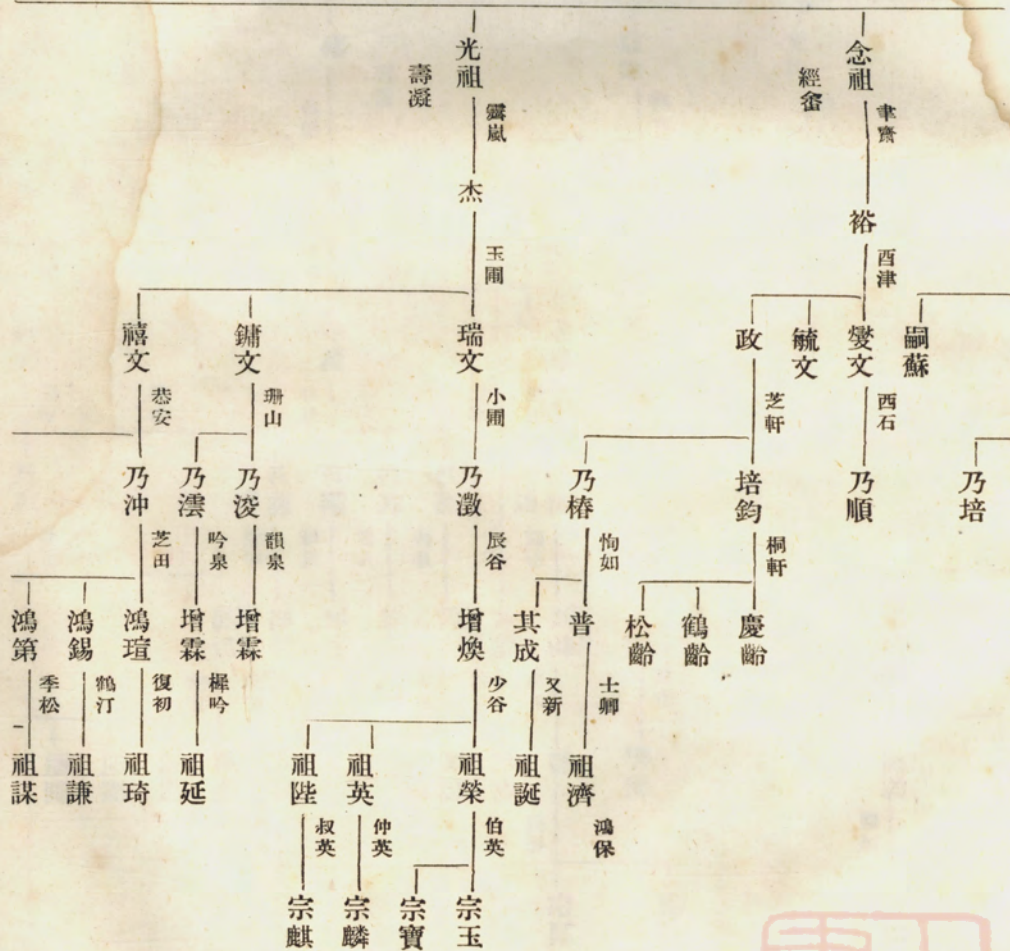 念祖
經畬
聿齋
裕
酉津
嗣蘇
燮文
毓文
政
酉石
芝軒
乃培
乃順
培鈞
乃椿
桐軒
恂如
慶齡
鶴齡
松齡
普
其成
士卿
又新
祖濟
祖誕
鴻保
光祖
壽凝
霽嵐
杰
玉圃
瑞文
鏞文
禧文
小圃
珊山
恭安
乃澂
乃浚
乃澐
乃沖
辰谷
韻泉
吟泉
芝田
增煥
增霖
增霖
鴻瑄
鴻錫
鴻第
少谷
樨吟
復初
鶴汀
季松
祖榮
祖英
祖陛
祖延
祖琦
祖謙
祖謀
伯英
仲英
叔英
宗玉
宗寶
宗麟
宗麒